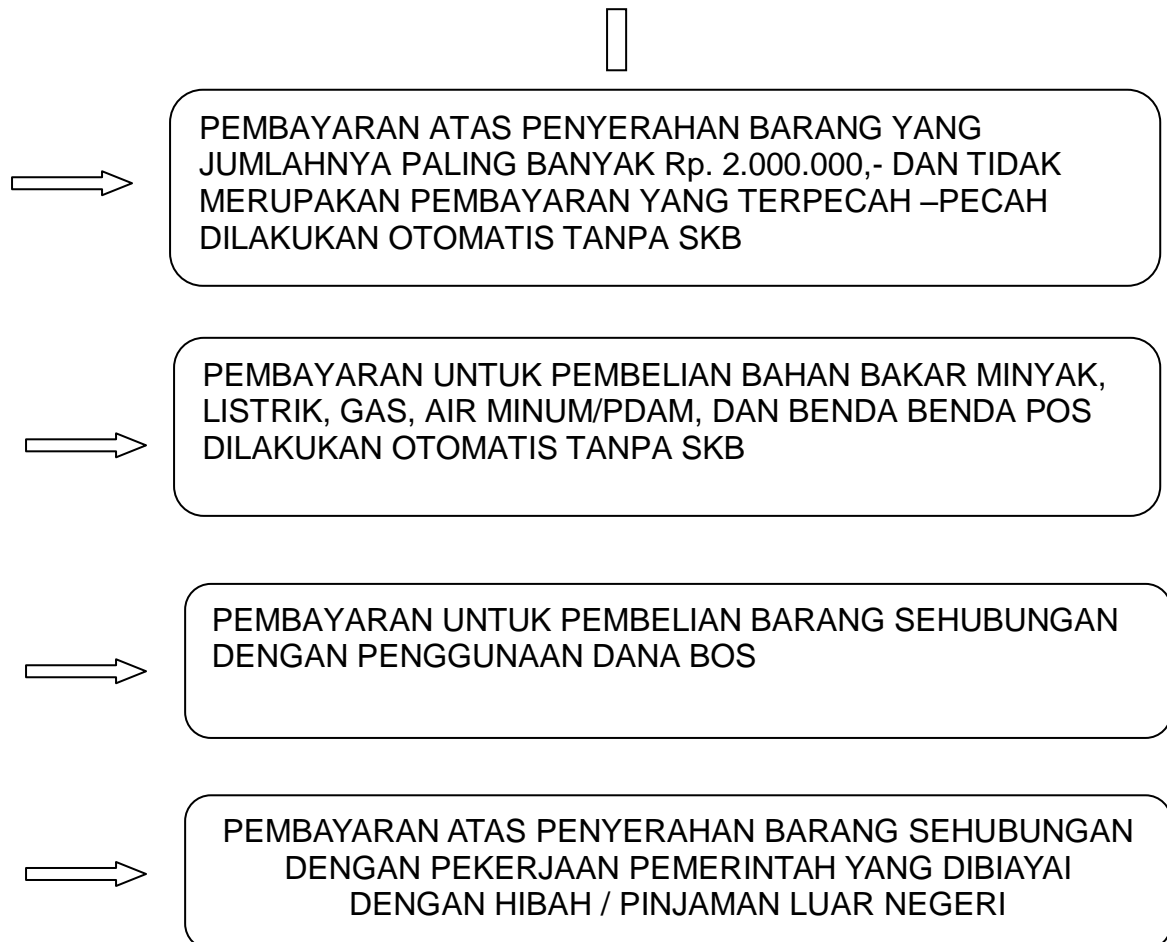 PEMBAYARAN ATAS PENYERAHAN BARANG YANG
JUMLAHNYA PALING BANYAK Rp. 2.000.000,- DAN TIDAK
MERUPAKAN PEMBAYARAN YANG TERPECAH –PECAH
DILAKUKAN OTOMATIS TANPA SKB
PEMBAYARAN UNTUK PEMBELIAN BAHAN BAKAR MINYAK,
LISTRIK, GAS, AIR MINUM/PDAM, DAN BENDA BENDA POS
DILAKUKAN OTOMATIS TANPA SKB
PEMBAYARAN UNTUK PEMBELIAN BARANG SEHUBUNGAN
DENGAN PENGGUNAAN DANA BOS
PEMBAYARAN ATAS PENYERAHAN BARANG SEHUBUNGAN
DENGAN PEKERJAAN PEMERINTAH YANG DIBIAYAI
DENGAN HIBAH / PINJAMAN LUAR NEGERI